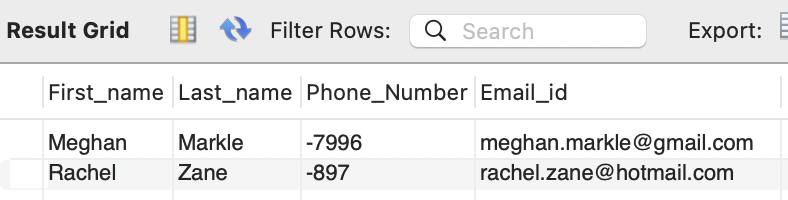 Result Grid Filter Rows: Search Export:
First_name Last_name Phone_Number Email_id
Meghan Markle -7996 meghan.markle@gmail.com
Rachel Zane -897 rachel.zane@hotmail.com